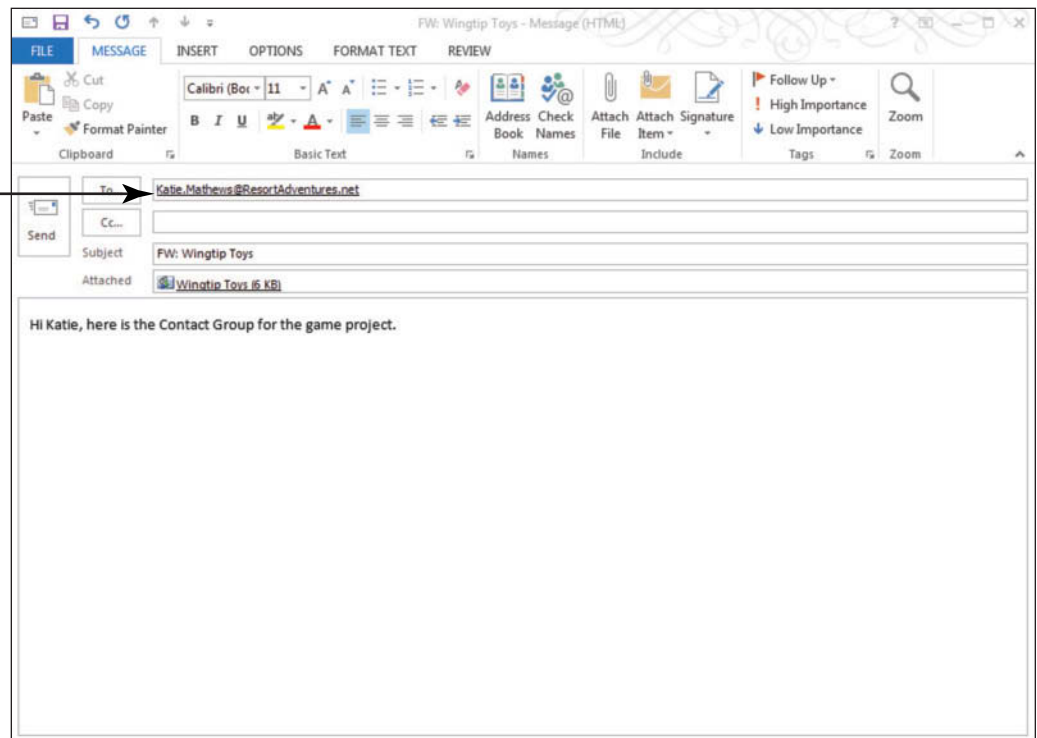 FW: Wingtip Toys - Message (HTML)
FILE MESSAGE INSERT OPTIONS FORMAT TEXT REVIEW
Cut
Copy
Format Painter
Paste
Clipboard
Calibri (Boc 11
B I U
Basic Text
Address Book
Check Names
Names
Attach File
Attach Item
Signature
Include
Follow Up
High Importance
Low Importance
Tags
Zoom
Zoom
Send
To...
Katie.Mathews@ResortAdventures.net
Cc...
Subject FW: Wingtip Toys
Attached Wingtip Toys (6 KB)
Hi Katie, here is the Contact Group for the game project.